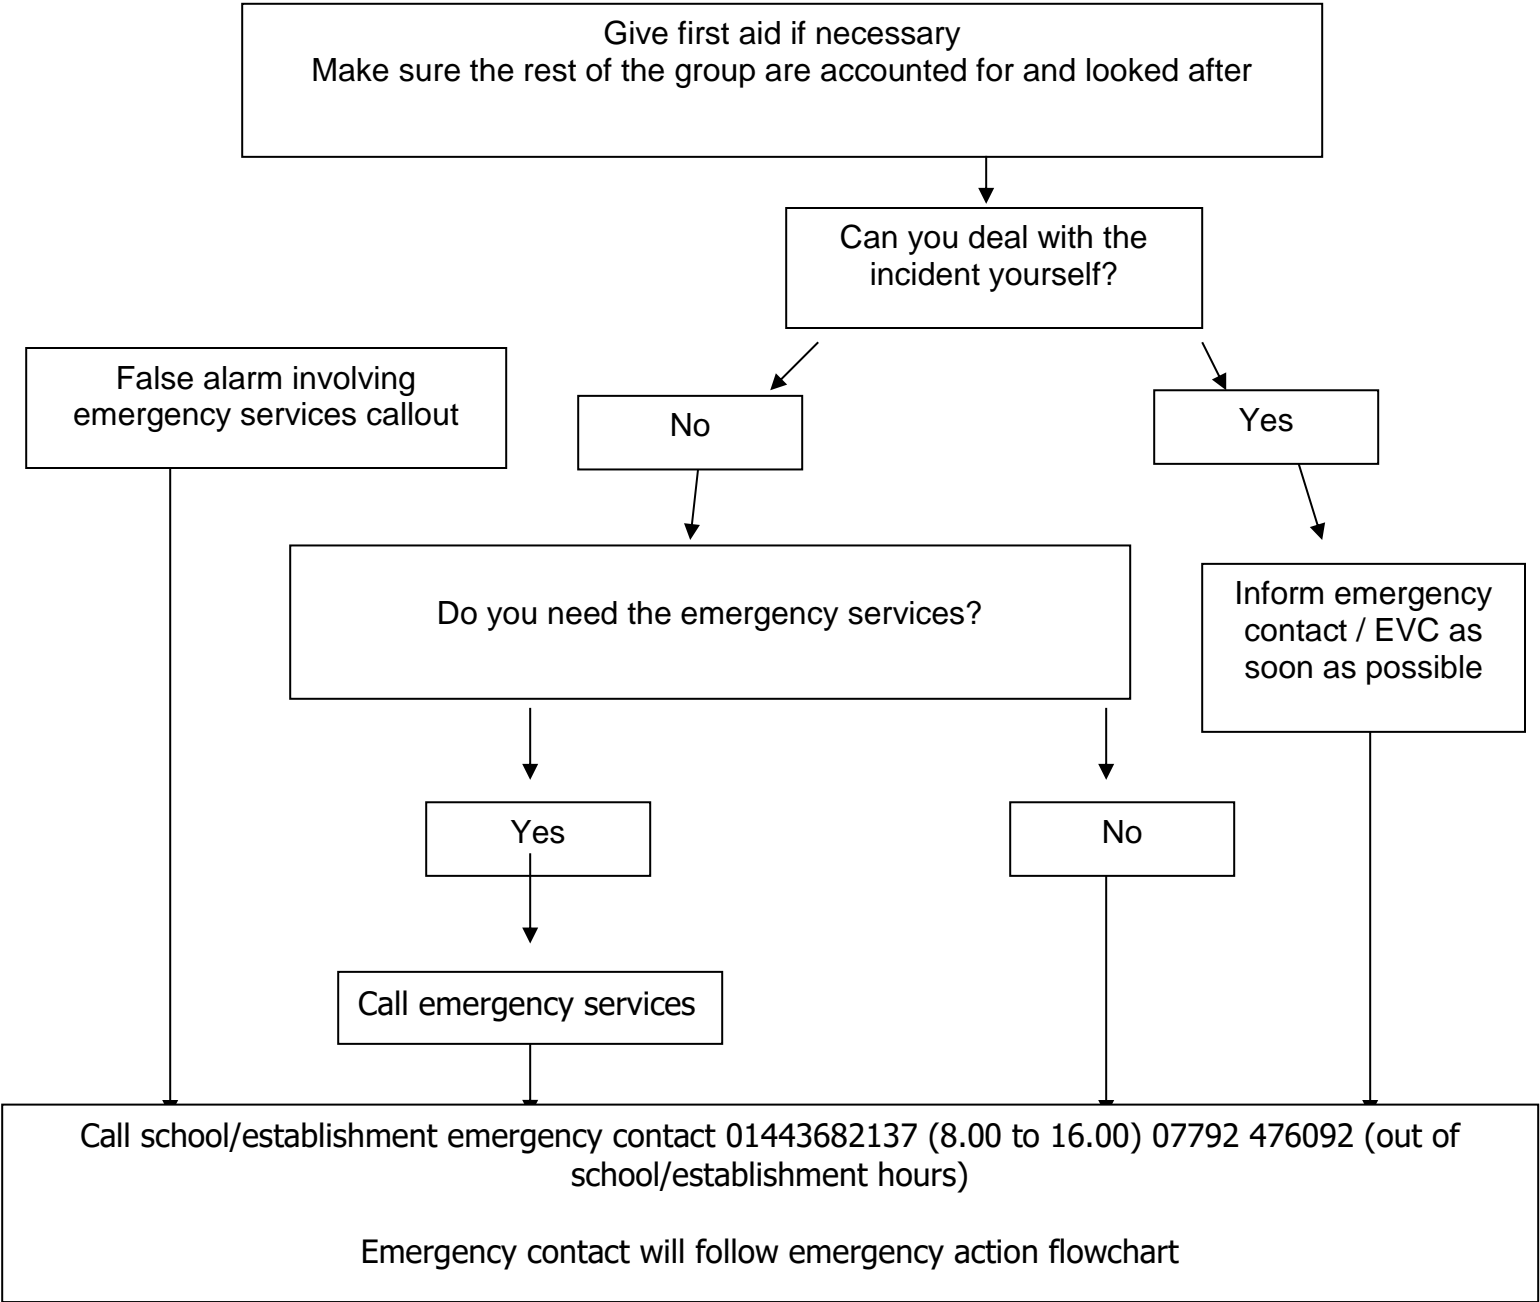 Give first aid if necessary
Make sure the rest of the group are accounted for and looked after
Can you deal with the
incident yourself?
False alarm involving
emergency services callout
No
Yes
Do you need the emergency services?
Inform emergency
contact / EVC as
soon as possible
Yes
No
Call emergency services
Call school/establishment emergency contact 01443682137 (8.00 to 16.00) 07792 476092 (out of
school/establishment hours)
Emergency contact will follow emergency action flowchart